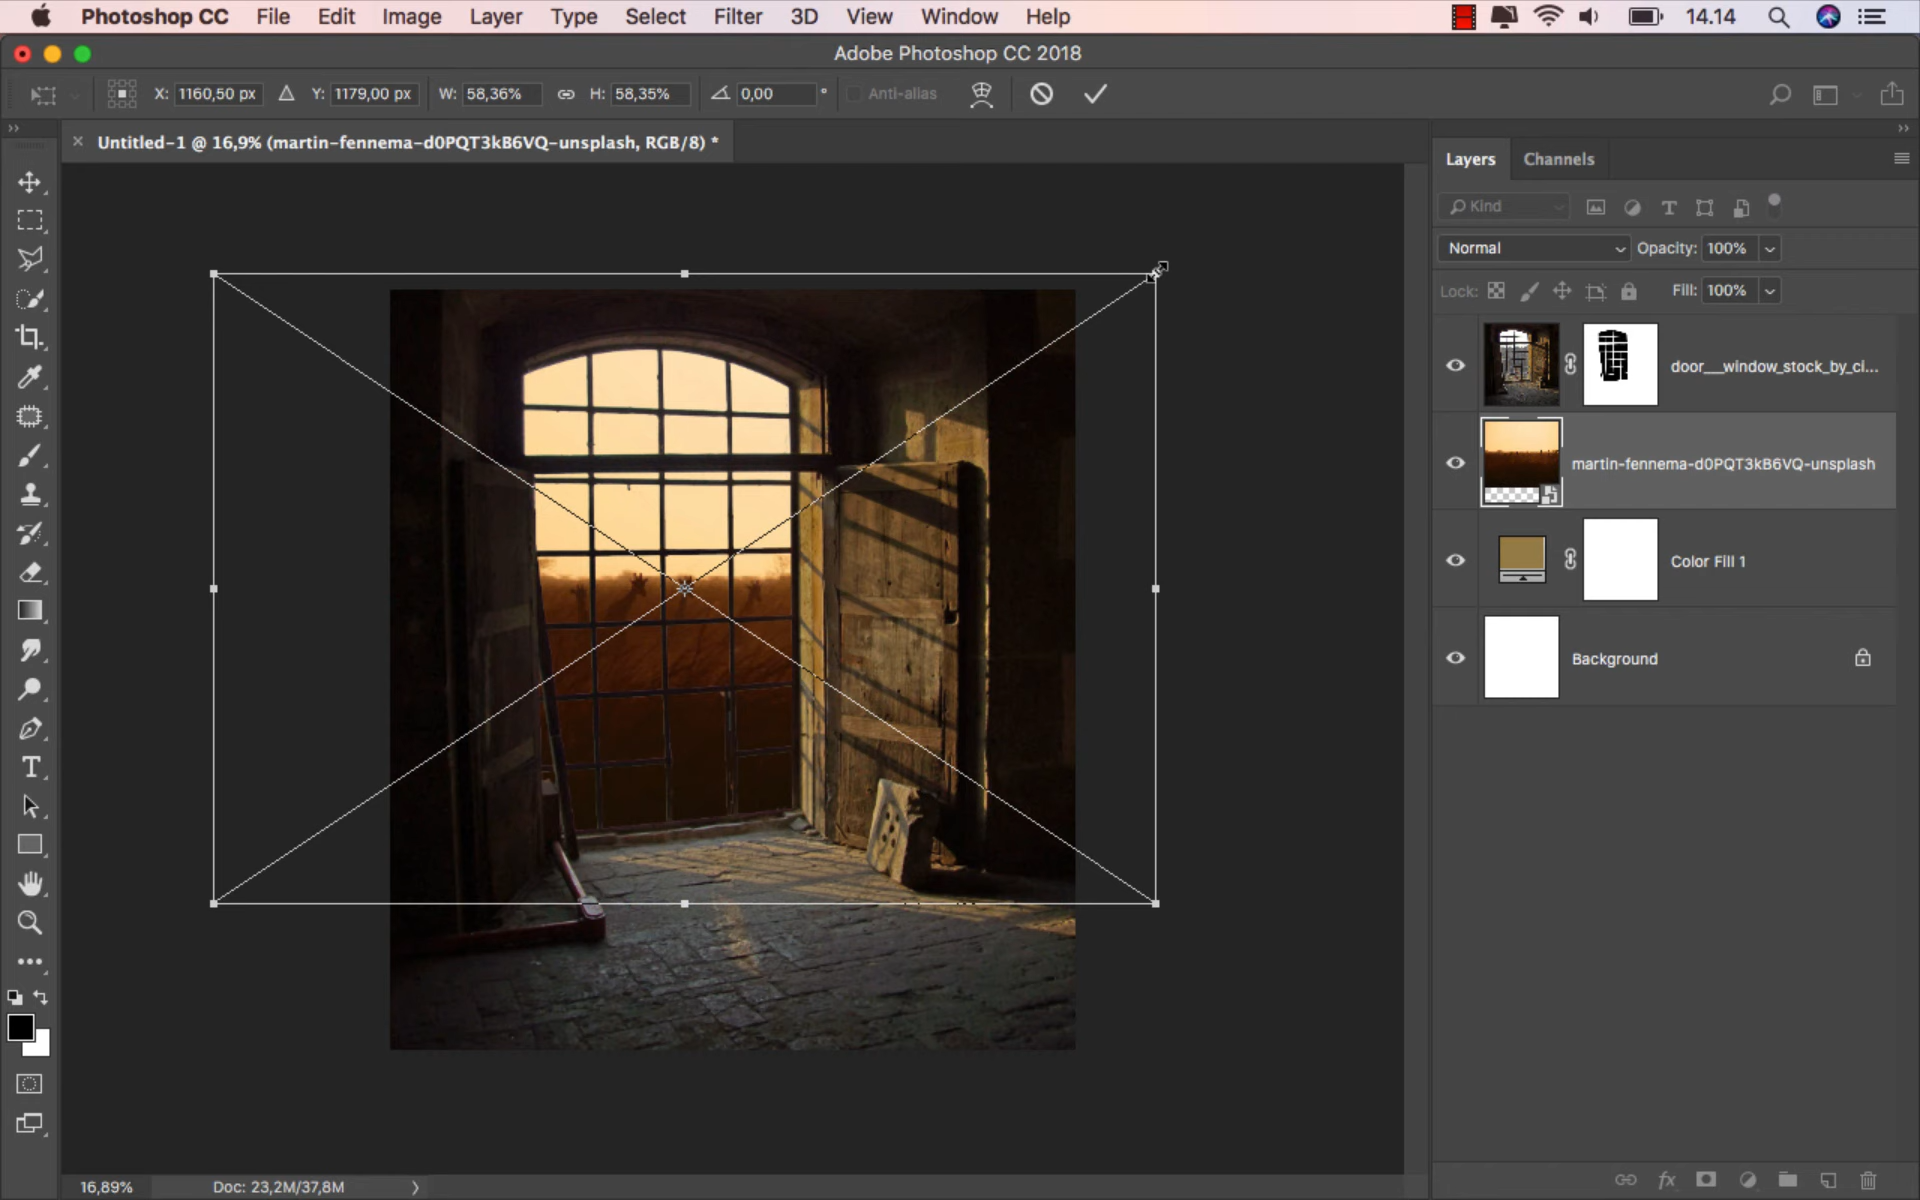 Photoshop CC File Edit Image Layer Type Select Filter 3D View Window Help 14.14
Adobe Photoshop CC 2018
X: 1160,50 px Y: 1179,00 px W: 58,36% H: 58,35% 0,00 ° Anti-alias
× Untitled-1 @ 16,9% (martin-fennema-d0PQT3kB6VQ-unsplash, RGB/8) *
Layers Channels
Kind
Normal Opacity: 100%
Lock: Fill: 100%
door__window_stock_by_ci...
martin-fennema-d0PQT3kB6VQ-unsplash
Color Fill 1
Background
16,89% Doc: 23,2M/37,8M